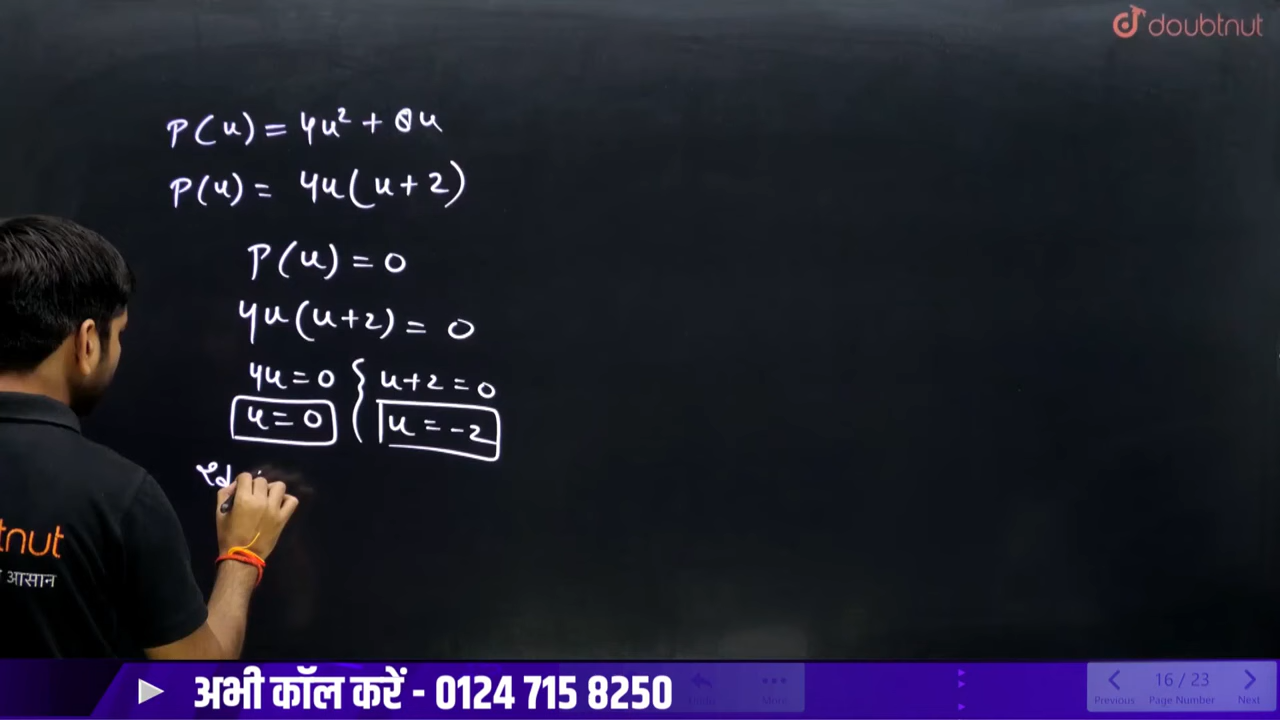 doubtnut
P(u) = 4u² + 8u
P(u) = 4u(u+2)
P(u) = 0
4u(u+2) = 0
4u = 0 { u+2 = 0
u = 0 ( u = -2
tnut
आसान
अभी कॉल करें - 0124 715 8250
More
Previous
16 / 23
Page Number
Next